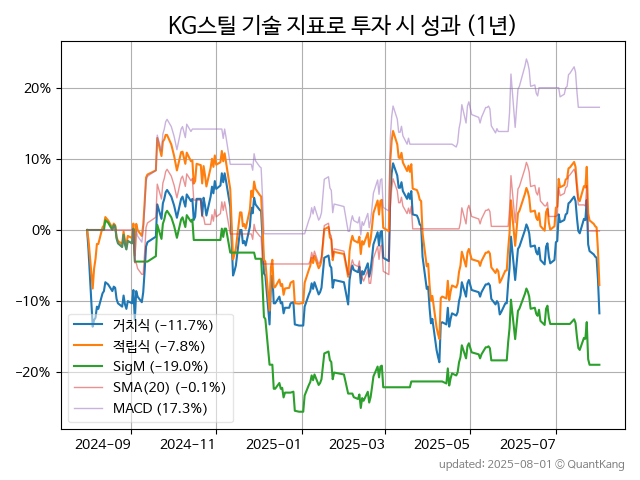 KG스틸 기술 지표로 투자 시 성과 (1년)
20%
10%
0%
−10%
−20%
거치식 (−11.7%)
적립식 (−7.8%)
SigM (−19.0%)
SMA(20) (−0.1%)
MACD (17.3%)
2024-09
2024-11
2025-01
2025-03
2025-05
2025-07
updated: 2025-08-01 © QuantKang